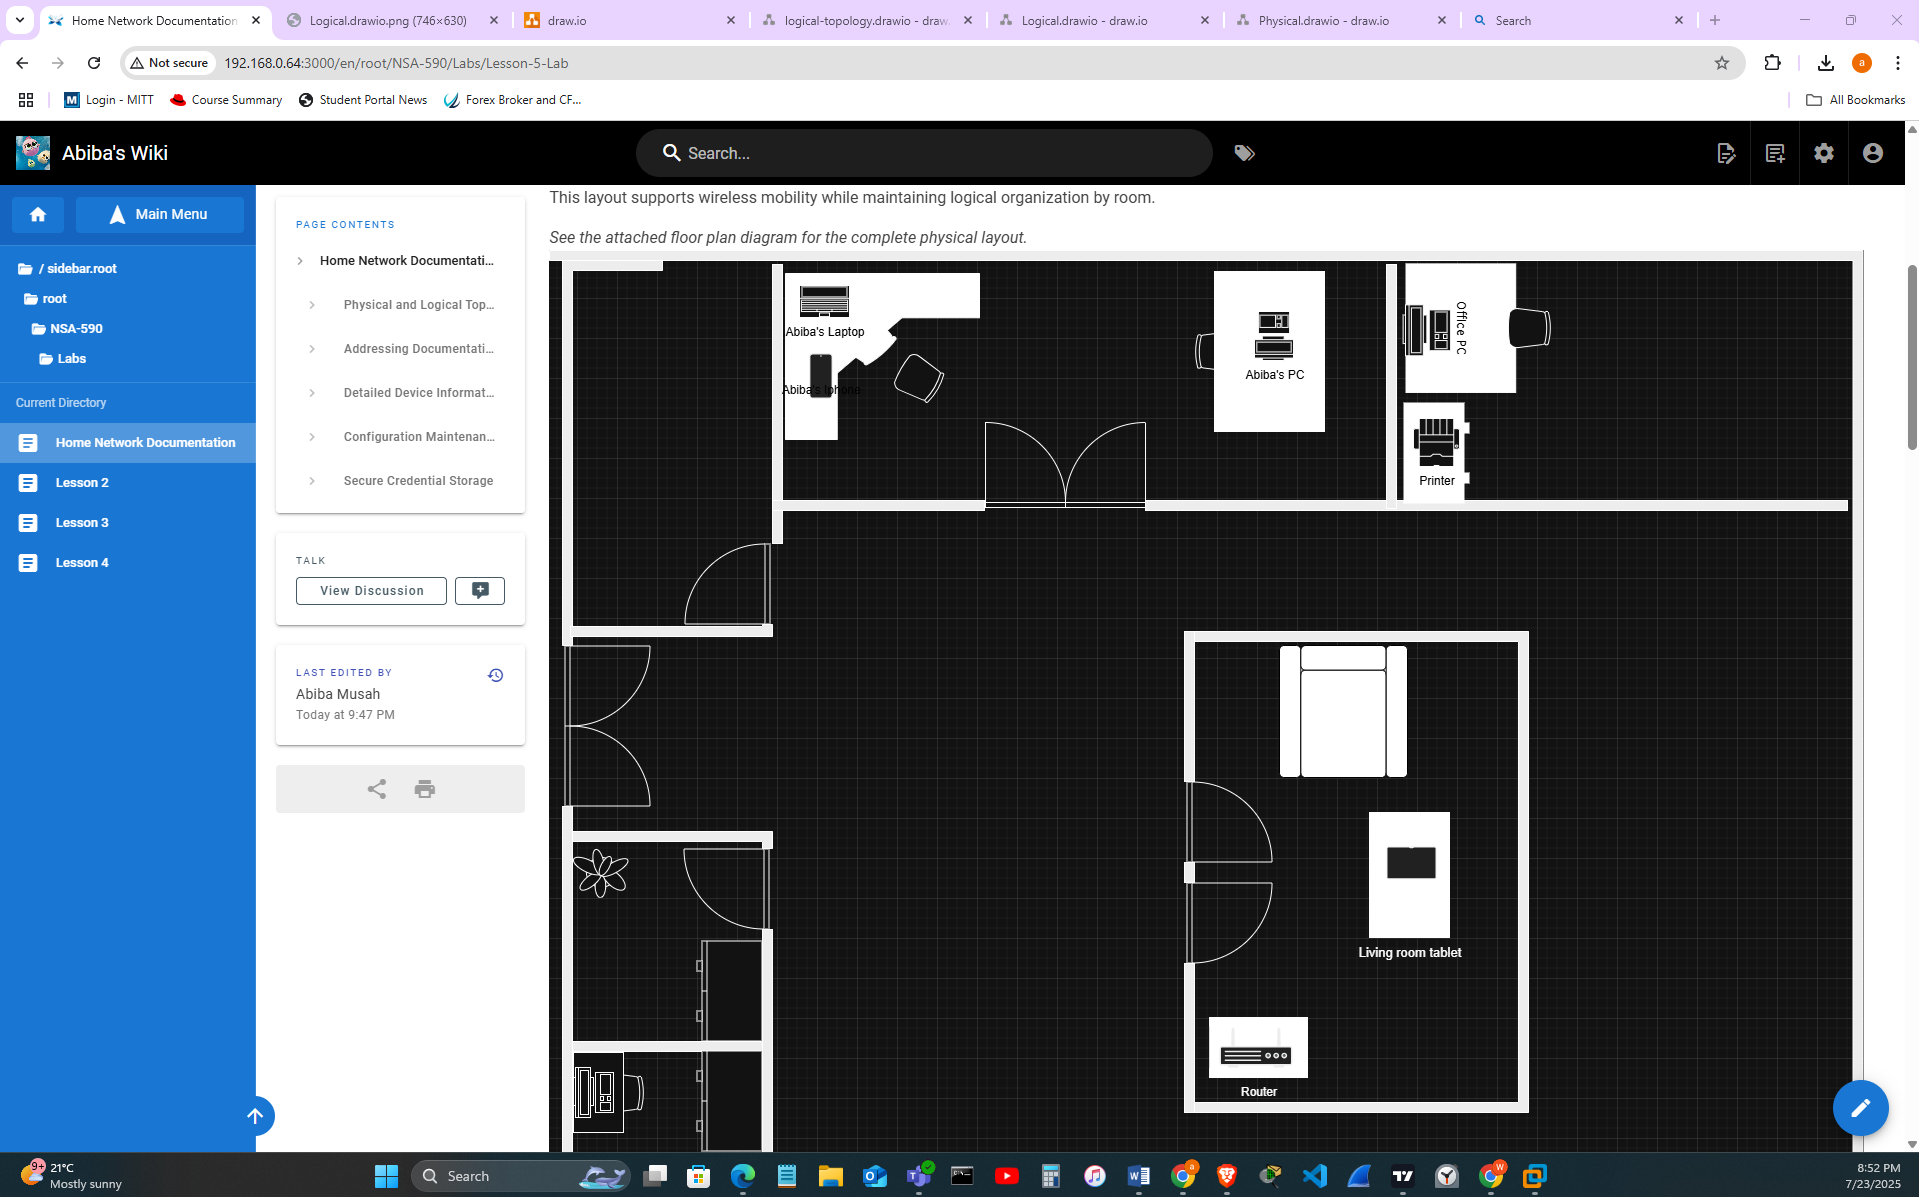 Home Network Documentation
Logical.drawio.png (746×630)
draw.io
logical-topology.drawio - draw.
Logical.drawio - draw.io
Physical.drawio - draw.io
Search
Not secure
192.168.0.64:3000/en/root/NSA-590/Labs/Lesson-5-Lab
a
Login - MITT
Course Summary
Student Portal News
Forex Broker and CF...
All Bookmarks
Abiba's Wiki
Search...
Main Menu
/ sidebar.root
root
NSA-590
Labs
Current Directory
Home Network Documentation
Lesson 2
Lesson 3
Lesson 4
PAGE CONTENTS
Home Network Documentati...
Physical and Logical Top...
Addressing Documentati...
Detailed Device Informat...
Configuration Maintenan...
Secure Credential Storage
TALK
View Discussion
LAST EDITED BY
Abiba Musah
Today at 9:47 PM
This layout supports wireless mobility while maintaining logical organization by room.
See the attached floor plan diagram for the complete physical layout.
Abiba's Laptop
Abiba's Iphone
Abiba's PC
Office PC
Printer
Living room tablet
Router
9+
21°C
Mostly sunny
Search
8:52 PM
7/23/2025